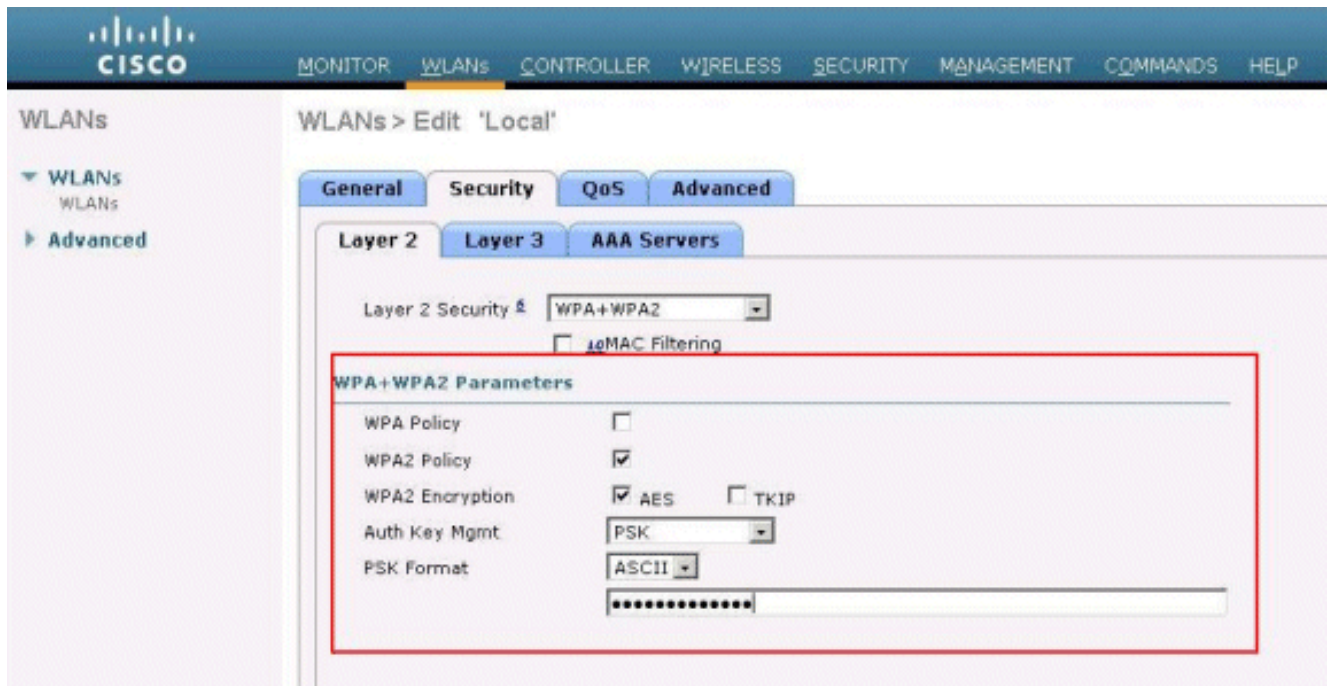 CISCO
MONITOR WLANs CONTROLLER WIRELESS SECURITY MANAGEMENT COMMANDS HELP
WLANs
WLANs > Edit 'Local'
WLANs
WLANs
Advanced
General Security QoS Advanced
Layer 2 Layer 3 AAA Servers
Layer 2 Security 6 WPA+WPA2
10 MAC Filtering
WPA+WPA2 Parameters
WPA Policy
WPA2 Policy
WPA2 Encryption AES TKIP
Auth Key Mgmt PSK
PSK Format ASCII
••••••••••••••